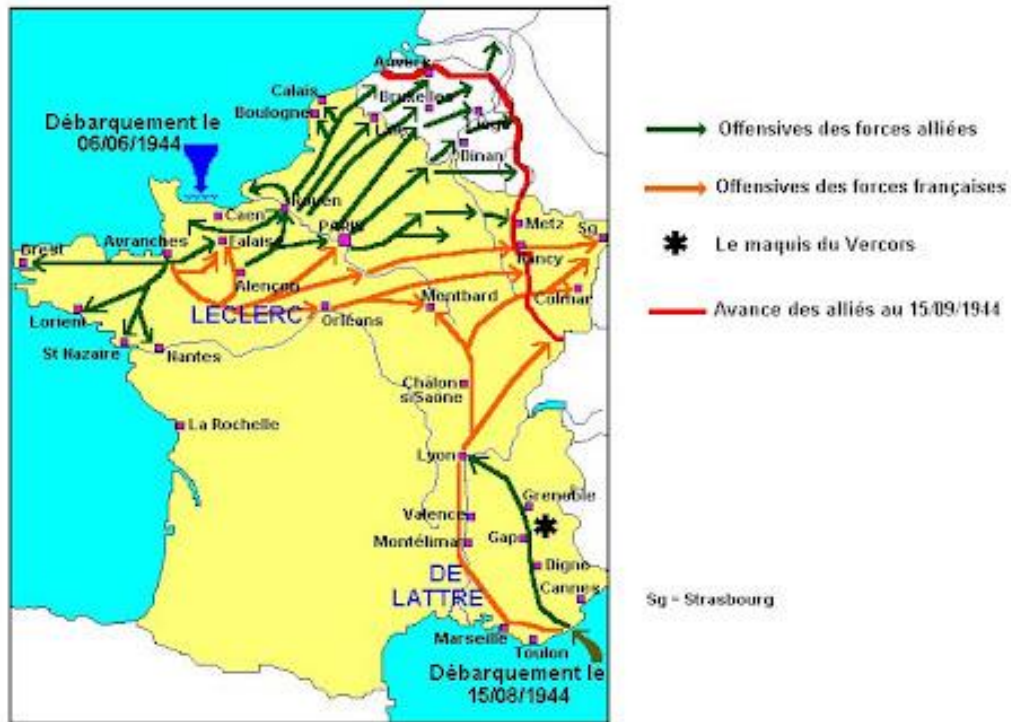 Débarquement le
06/06/1944
Calais
Boulogne
Anvers
Bruxelles
Liège
Dinan
Rouen
Caen
Falaise
PARIS
Avranches
Brest
Alençon
LECLERC
Orléans
Lorient
St Nazaire
Nantes
Metz
Sg
Nancy
Colmar
Montbard
Châlon
s/Saône
La Rochelle
Lyon
Grenoble
Valence
Gap
Montélimar
Digne
DE
LATTRE
Cannes
Marseille
Toulon
Débarquement le
15/08/1944
Offensives des forces alliées
Offensives des forces françaises
Le maquis du Vercors
Avance des alliés au 15/09/1944
Sg = Strasbourg